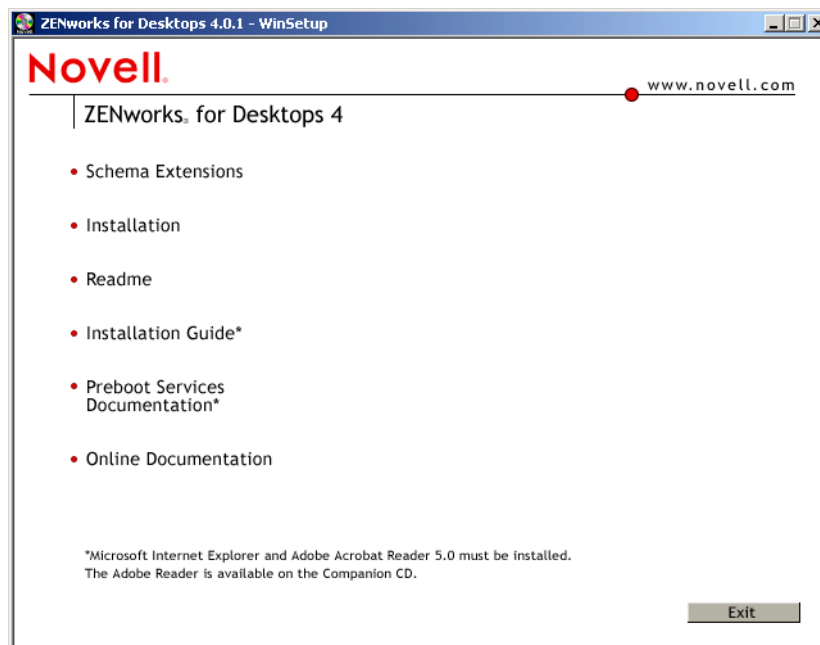 ZENworks for Desktops 4.0.1 - WinSetup
Novell.
www.novell.com
ZENworks® for Desktops 4
Schema Extensions
Installation
Readme
Installation Guide*
Preboot Services
Documentation*
Online Documentation
*Microsoft Internet Explorer and Adobe Acrobat Reader 5.0 must be installed.
The Adobe Reader is available on the Companion CD.
Exit